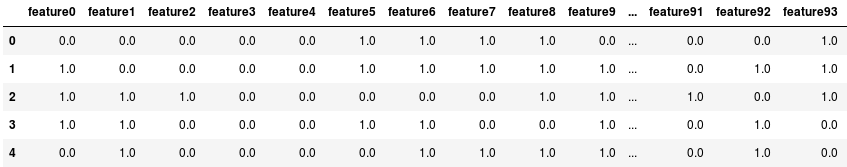 feature0 feature1 feature2 feature3 feature4 feature5 feature6 feature7 feature8 feature9 ... feature91 feature92 feature93
0 0.0 0.0 0.0 0.0 0.0 1.0 1.0 1.0 1.0 0.0 ... 0.0 0.0 1.0
1 1.0 0.0 0.0 0.0 0.0 1.0 1.0 1.0 1.0 1.0 ... 0.0 1.0 1.0
2 1.0 1.0 1.0 0.0 0.0 0.0 0.0 0.0 1.0 1.0 ... 1.0 0.0 1.0
3 1.0 1.0 0.0 0.0 0.0 1.0 1.0 0.0 0.0 1.0 ... 0.0 1.0 0.0
4 0.0 1.0 0.0 0.0 0.0 0.0 1.0 1.0 1.0 1.0 ... 0.0 1.0 0.0